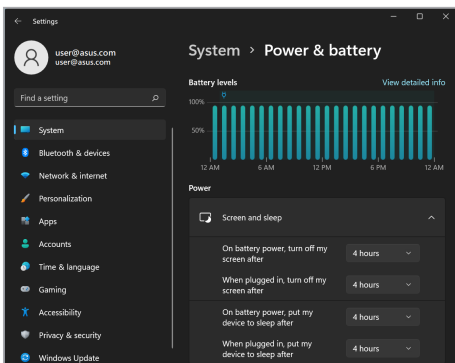 Settings
user@asus.com
user@asus.com
Find a setting
System
Bluetooth & devices
Network & internet
Personalization
Apps
Accounts
Time & language
Gaming
Accessibility
Privacy & security
Windows Update
System > Power & battery
Battery levels
View detailed info
100%
50%
12 AM 6 AM 12 PM 6 PM 12 AM
Power
Screen and sleep
On battery power, turn off my
screen after
4 hours
When plugged in, turn off my
screen after
4 hours
On battery power, put my
device to sleep after
4 hours
When plugged in, put my
device to sleep after
4 hours